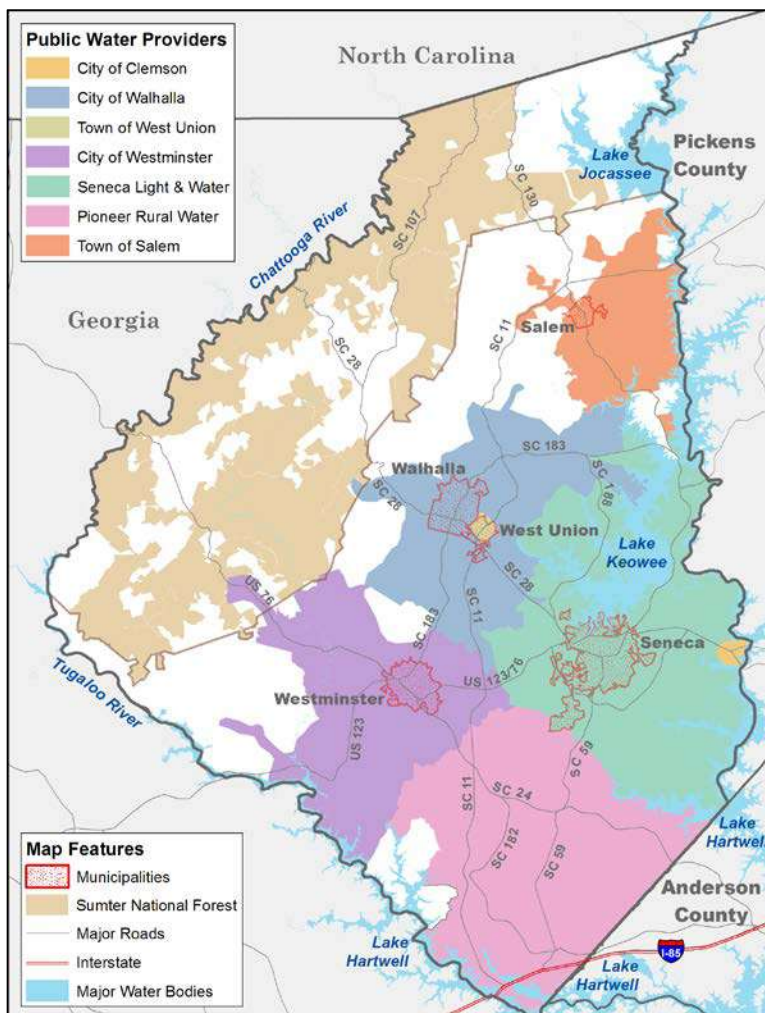 Public Water Providers
City of Clemson
City of Walhalla
Town of West Union
City of Westminster
Seneca Light & Water
Pioneer Rural Water
Town of Salem
North Carolina
Pickens
County
Lake
Jocassee
SC 130
SC 107
Chattooga River
Georgia
SC 28
SC 11
Salem
Walhalla
SC 183
SC 188
SC 28
West Union
Lake
Keowee
SC 28
US 76
SC 183
SC 11
Seneca
US 123/76
Westminster
Tugaloo River
US 123
SC 59
SC 11
SC 24
SC 182
SC 59
Lake
Hartwell
Anderson
County
I-85
Lake
Hartwell
Lake
Hartwell
Map Features
Municipalities
Sumter National Forest
Major Roads
Interstate
Major Water Bodies